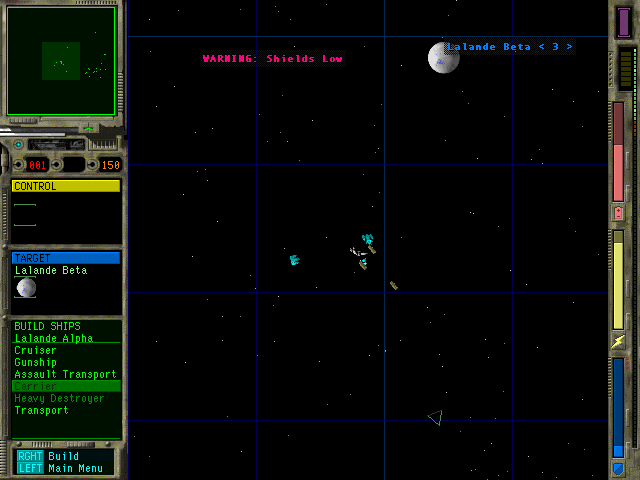 Lalande Beta < 3 >
WARNING: Shields Low
001
150
CONTROL
TARGET
Lalande Beta
BUILD SHIPS
Lalande Alpha
Cruiser
Gunship
Assault Transport
Carrier
Heavy Destroyer
Transport
RGHT Build
LEFT Main Menu